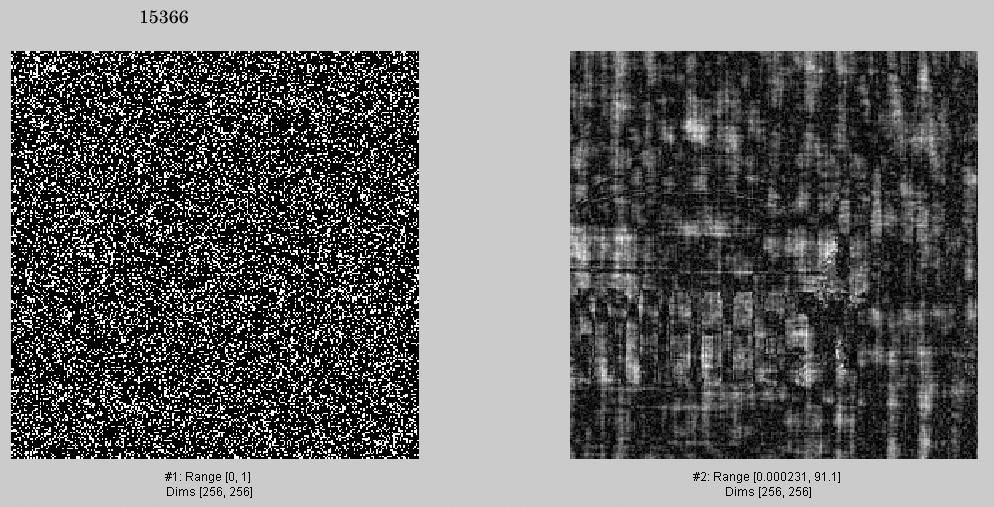 15366
#1: Range [0, 1]
Dims [256, 256]
#2: Range [0.000231, 91.1]
Dims [256, 256]